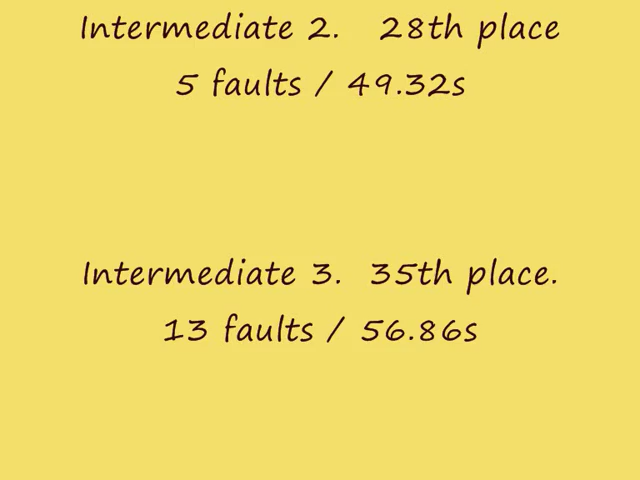 Intermediate 2. 28th place
5 faults / 49.32s
Intermediate 3. 35th place.
13 faults / 56.86s